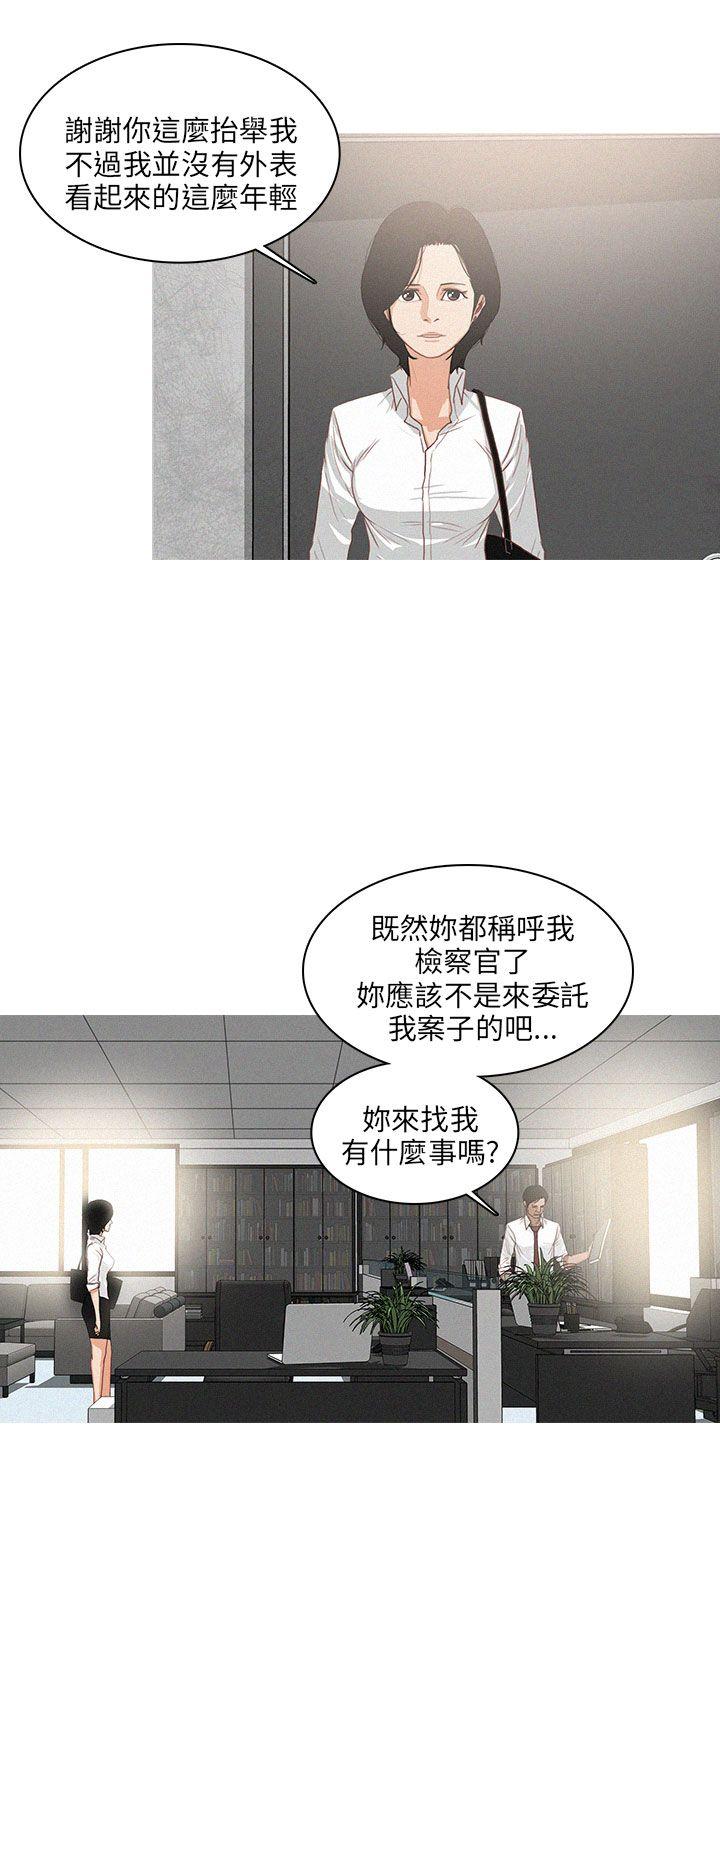 謝謝你這麼抬舉我
不過我並沒有外表
看起來的這麼年輕
既然妳都稱呼我
檢察官了
妳應該不是來委託
我案子的吧…
妳來找我
有什麼事嗎?